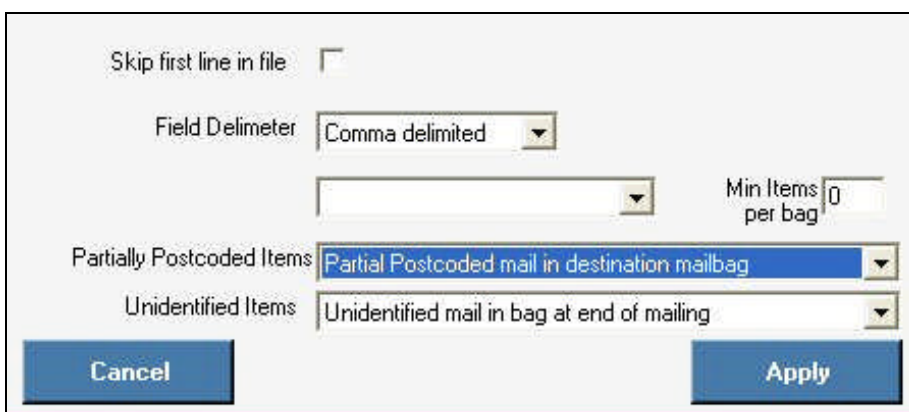 Skip first line in file
Field Delimeter Comma delimited
Min Items 0
per bag
Partially Postcoded Items Partial Postcoded mail in destination mailbag
Unidentified Items Unidentified mail in bag at end of mailing
Cancel Apply